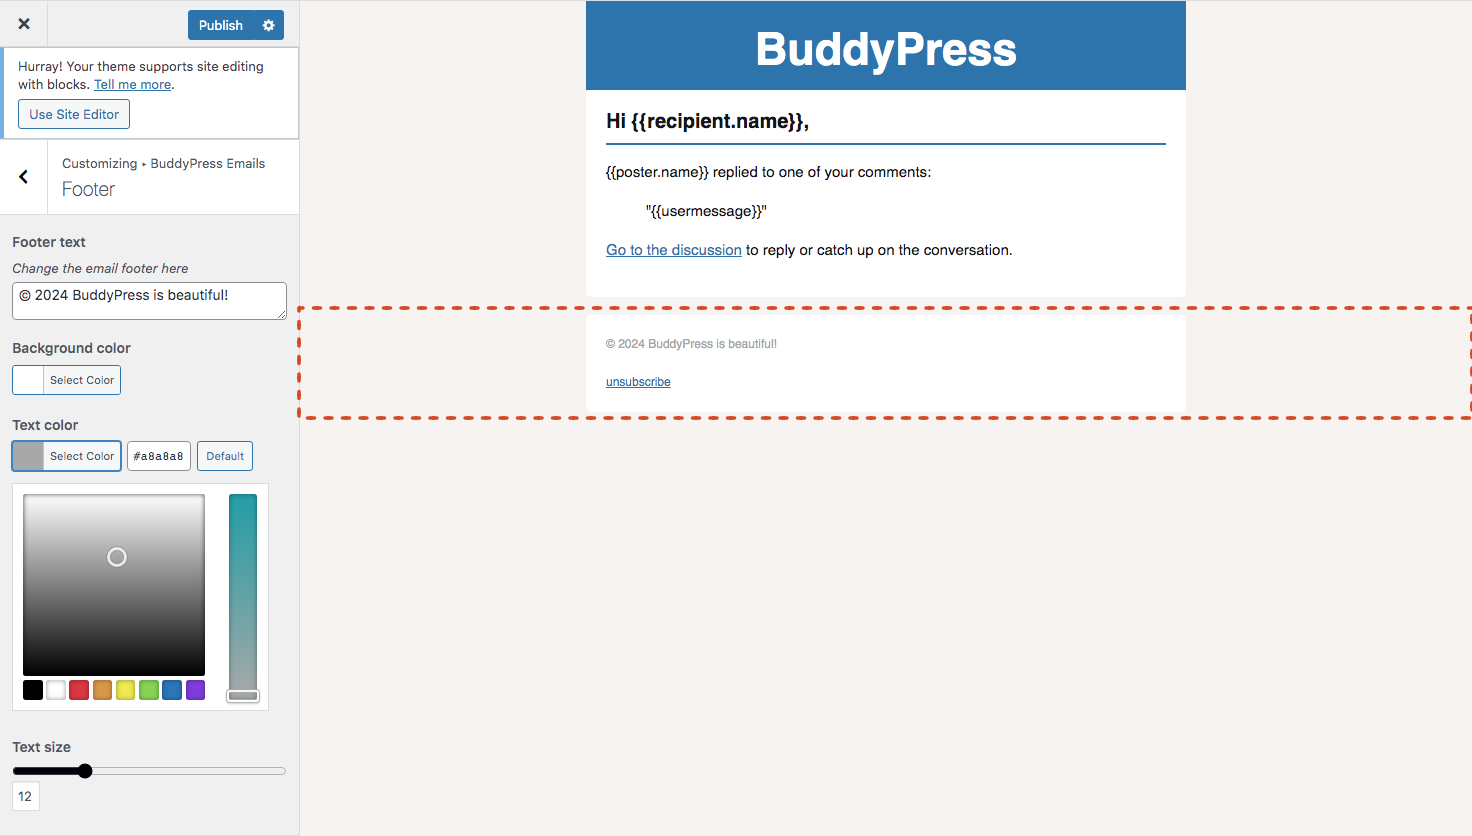 Publish
Hurray! Your theme supports site editing
with blocks. Tell me more.
Use Site Editor
Customizing ▸ BuddyPress Emails
Footer
Footer text
Change the email footer here
© 2024 BuddyPress is beautiful!
Background color
Select Color
Text color
Select Color
#a8a8a8
Default
Text size
12
BuddyPress
Hi {{recipient.name}},
{{poster.name}} replied to one of your comments:
"{{usermessage}}"
Go to the discussion to reply or catch up on the conversation.
© 2024 BuddyPress is beautiful!
unsubscribe